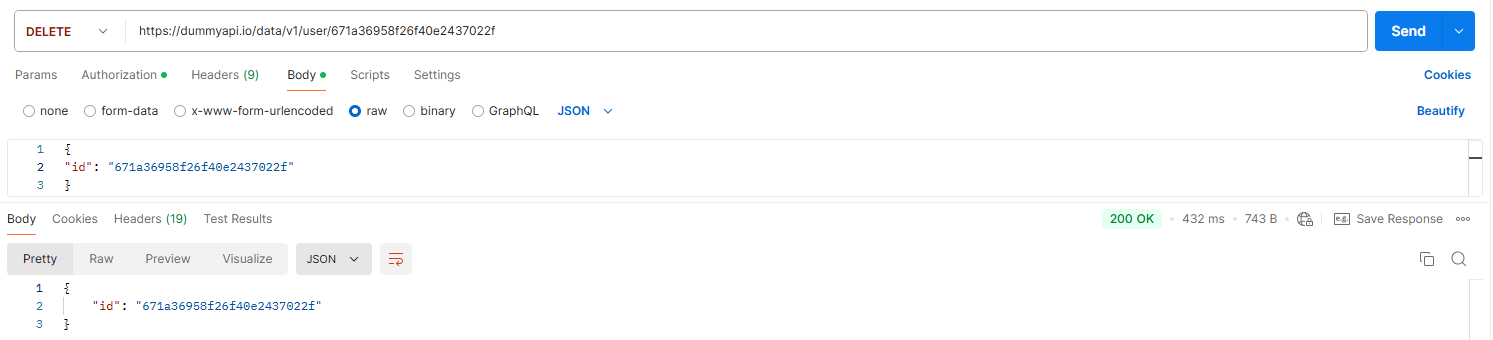 DELETE https://dummyapi.io/data/v1/user/671a36958f26f40e2437022f Send
Params Authorization Headers (9) Body Scripts Settings Cookies
none form-data x-www-form-urlencoded raw binary GraphQL JSON Beautify
1 {
2 "id": "671a36958f26f40e2437022f"
3 }
Body Cookies Headers (19) Test Results 200 OK 432 ms 743 B e.g. Save Response
Pretty Raw Preview Visualize JSON
1 {
2 "id": "671a36958f26f40e2437022f"
3 }